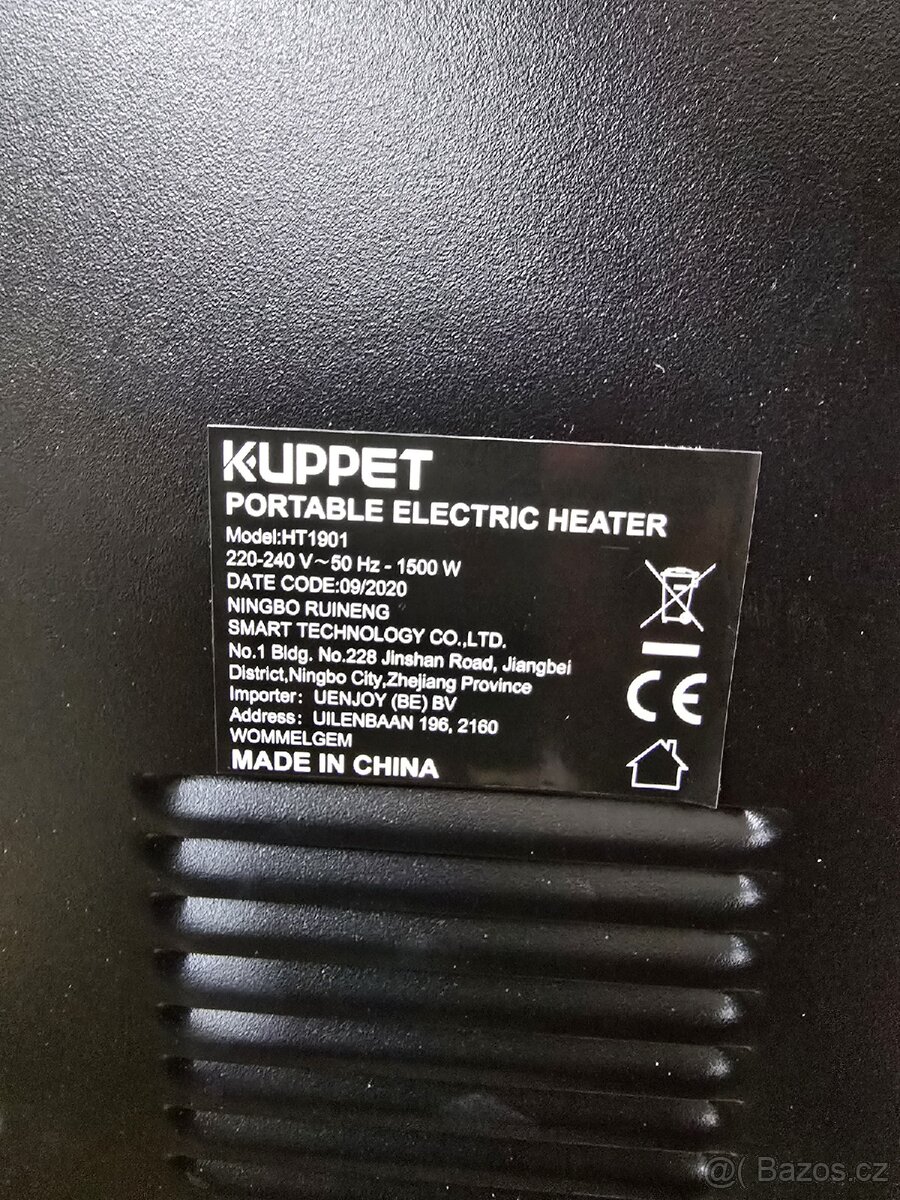 KUPPET
PORTABLE ELECTRIC HEATER
Model:HT1901
220-240 V~50 Hz - 1500 W
DATE CODE:09/2020
NINGBO RUINENG
SMART TECHNOLOGY CO.,LTD.
No.1 Bldg. No.228 Jinshan Road, Jiangbei
District,Ningbo City,Zhejiang Province
Importer: UENJOY (BE) BV
Address: UILENBAAN 196, 2160
WOMMELGEM
MADE IN CHINA
CE
@( Bazos.cz